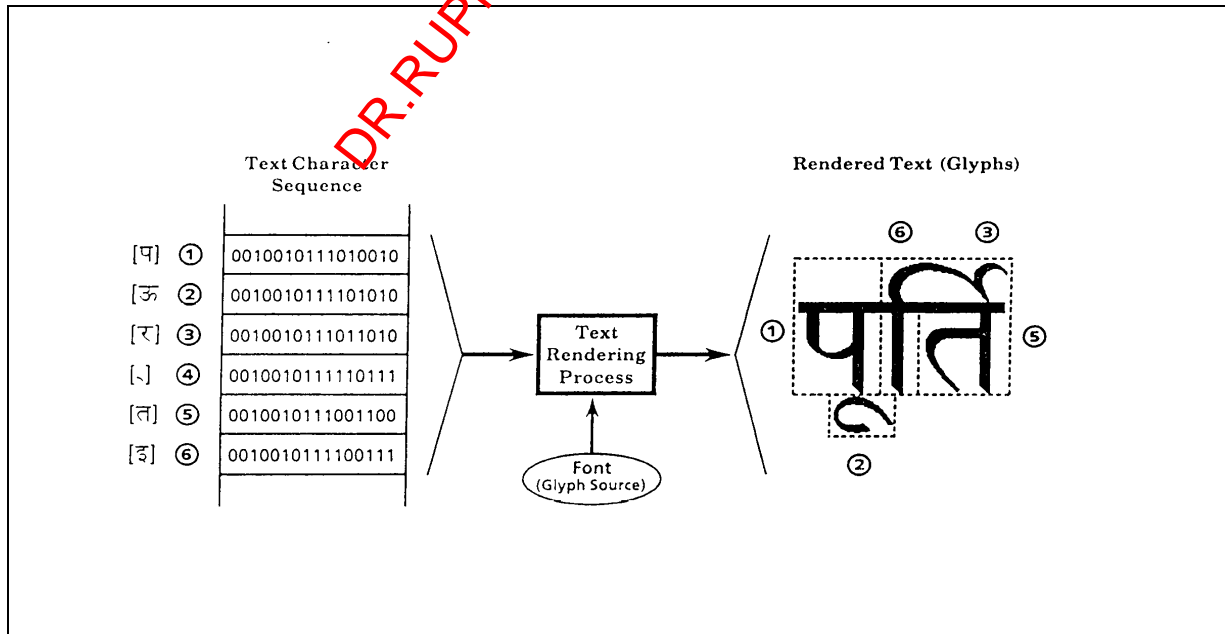 DR.RUP
Text Character
Sequence
Rendered Text (Glyphs)
[प] ① 0010010111010010
[ऊ ② 0010010111101010
[र] ③ 0010010111011010
[్] ④ 0010010111110111
[त] ⑤ 0010010111001100
[इ] ⑥ 0010010111100111
Text
Rendering
Process
Font
(Glyph Source)
⑥ ③
① पूर्ति ⑤
②